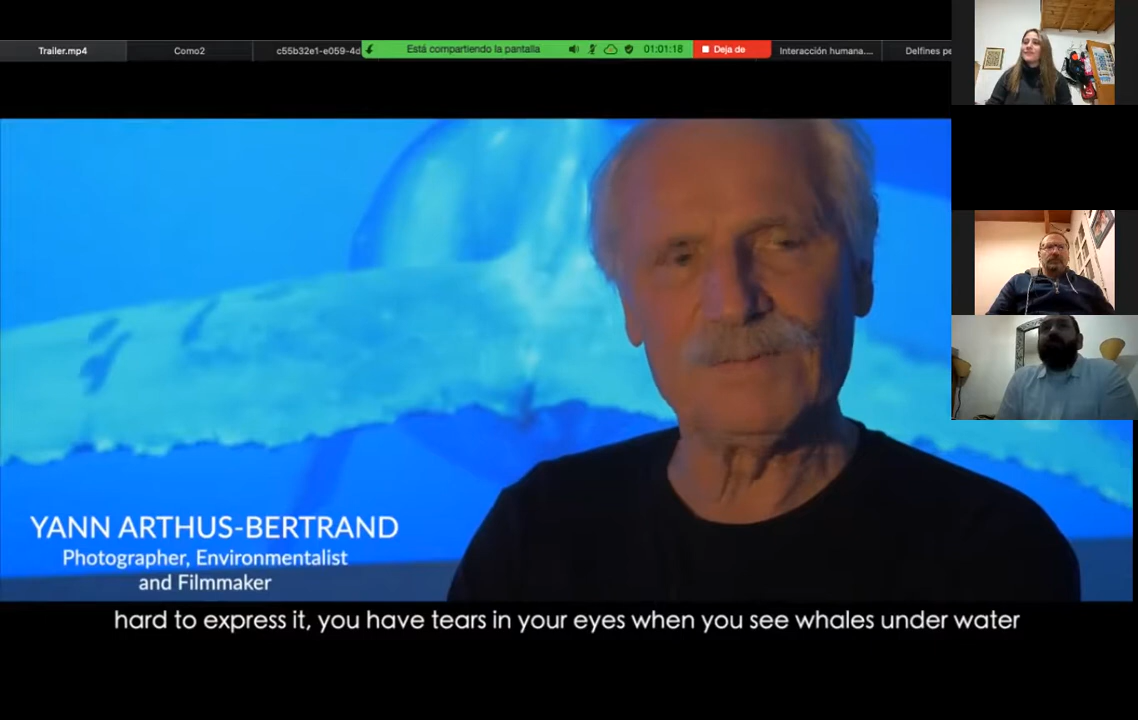 Trailer.mp4
Como2
c55b32e1-e059-4d
Está compartiendo la pantalla
01:01:18
Deja de
Interacción humana....
Delfines pe
YANN ARTHUS-BERTRAND
Photographer, Environmentalist
and Filmmaker
hard to express it, you have tears in your eyes when you see whales under water